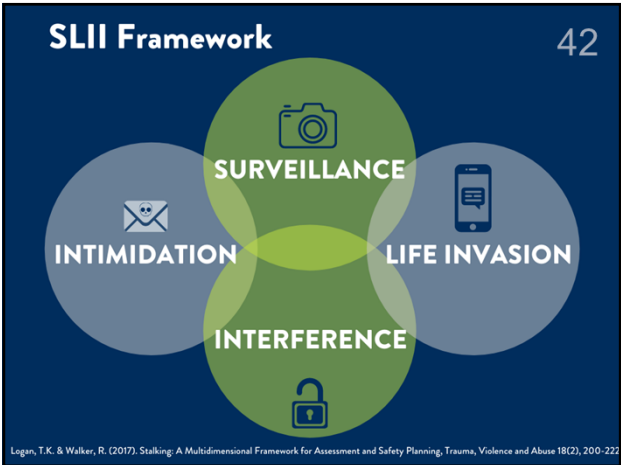 SLII Framework
42
SURVEILLANCE
INTIMIDATION
LIFE INVASION
INTERFERENCE
Logan, T.K. & Walker, R. (2017). Stalking: A Multidimensional Framework for Assessment and Safety Planning, Trauma, Violence and Abuse 18(2), 200-222